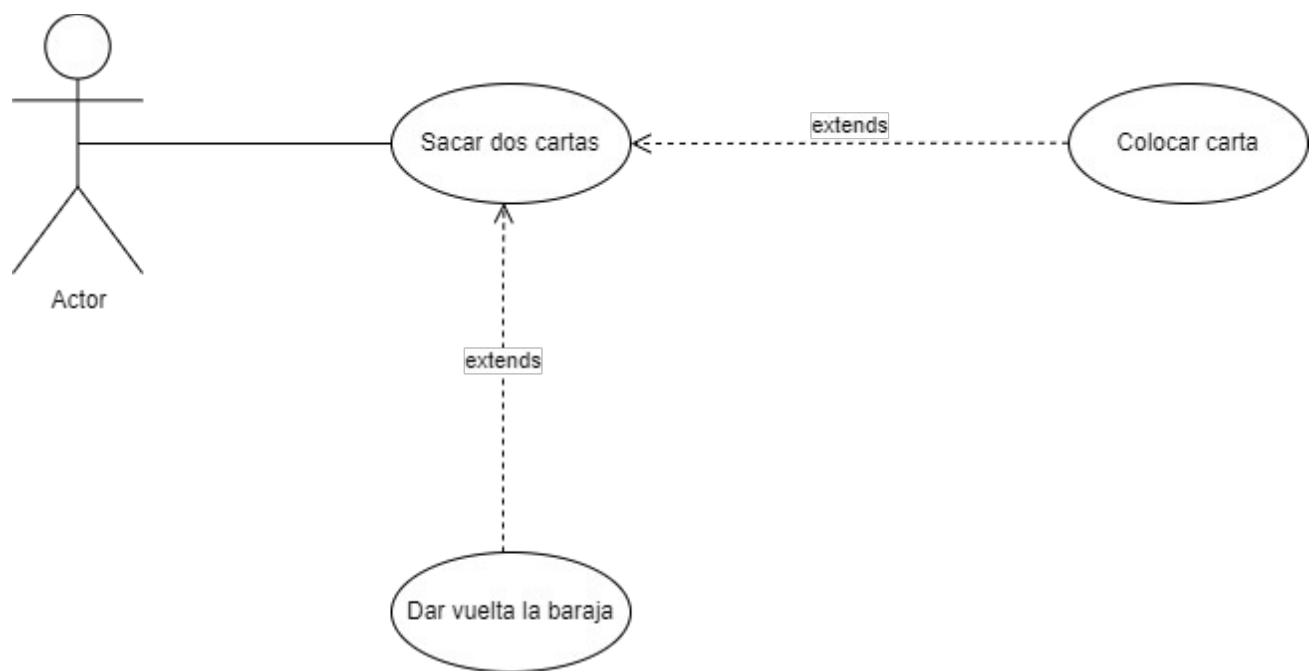 extends
Sacar dos cartas
Colocar carta
Actor
extends
Dar vuelta la baraja